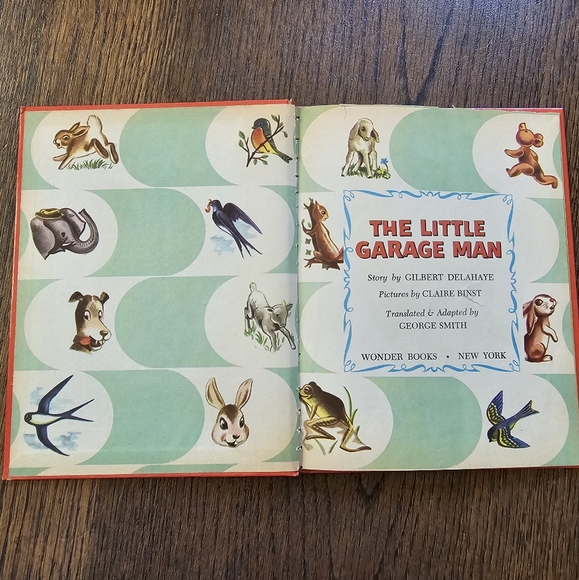 THE LITTLE
GARAGE MAN
Story by GILBERT DELAHAYE
Pictures by CLAIRE BINST
Translated & Adapted by
GEORGE SMITH
WONDER BOOKS • NEW YORK